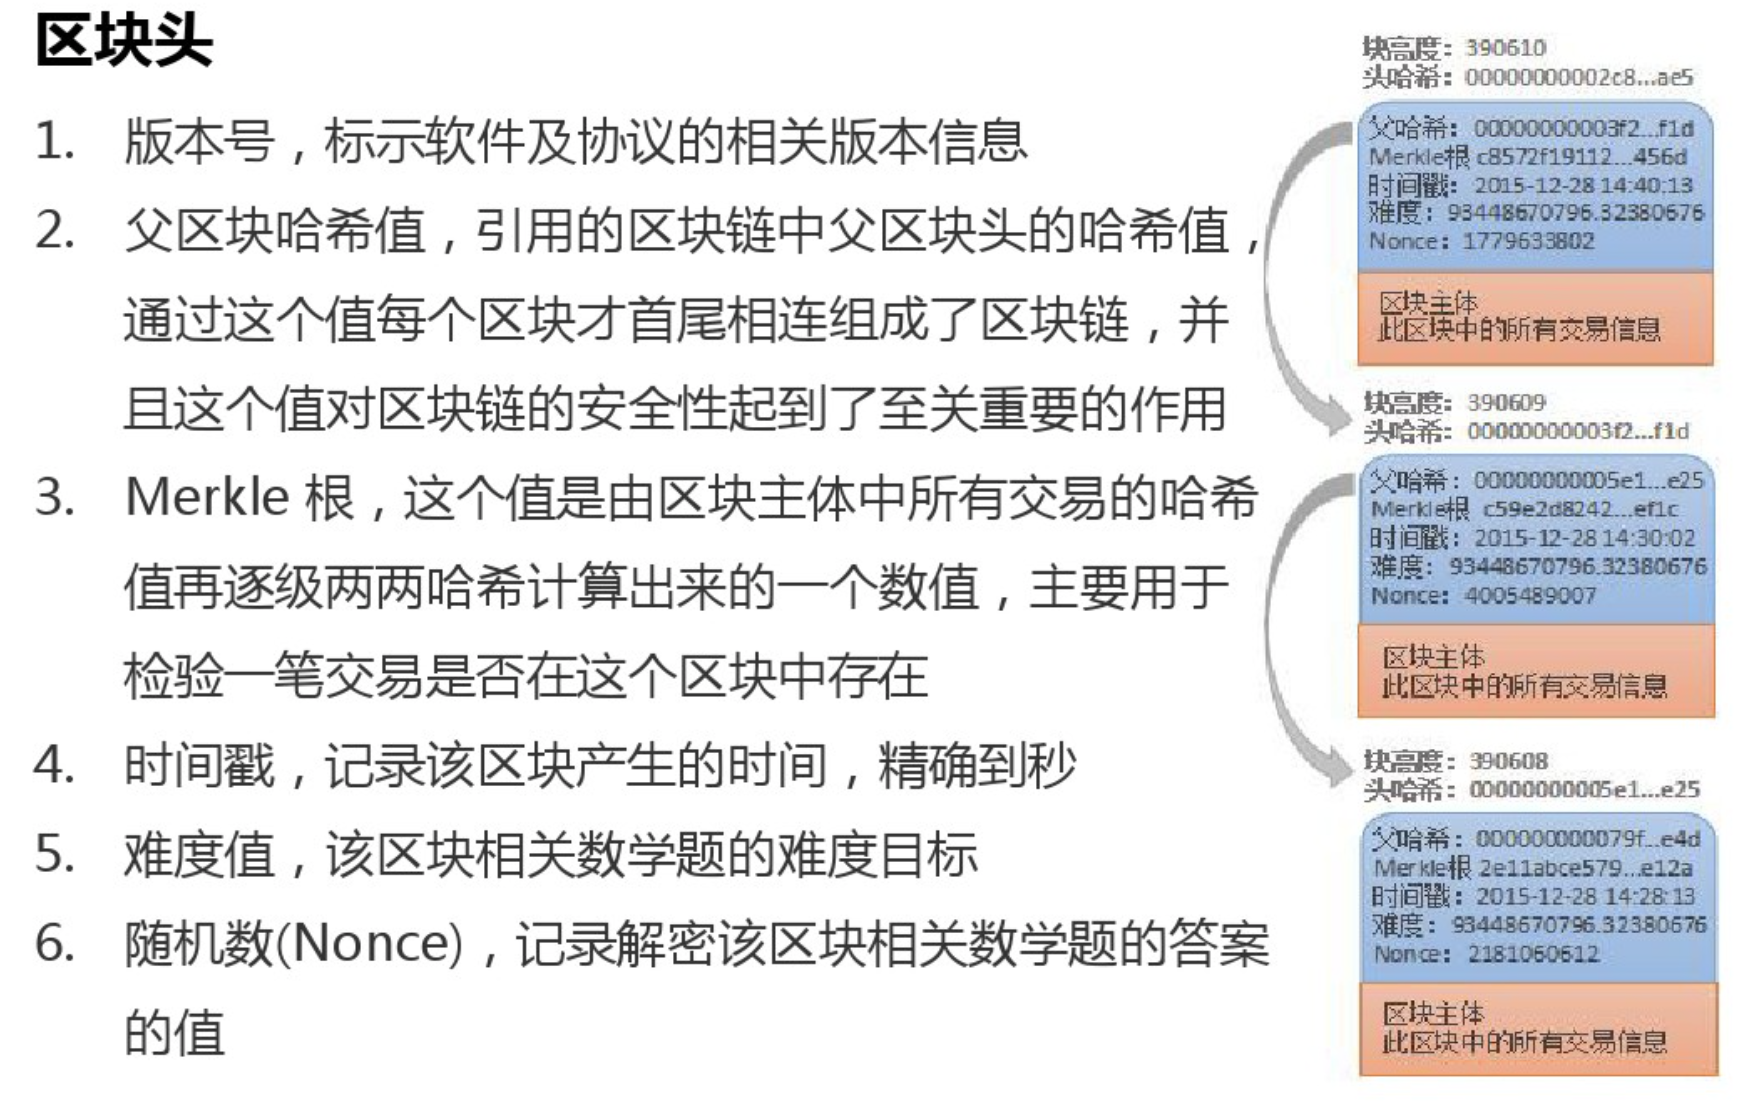 区块头
1. 版本号，标示软件及协议的相关版本信息
2. 父区块哈希值，引用的区块链中父区块头的哈希值，
通过这个值每个区块才首尾相连组成了区块链，并
且这个值对区块链的安全性起到了至关重要的作用
3. Merkle 根，这个值是由区块主体中所有交易的哈希
值再逐级两两哈希计算出来的一个数值，主要用于
检验一笔交易是否在这个区块中存在
4. 时间戳，记录该区块产生的时间，精确到秒
5. 难度值，该区块相关数学题的难度目标
6. 随机数(Nonce)，记录解密该区块相关数学题的答案
的值
块高度：390610
头哈希：00000000002c8...ae5
父哈希：00000000003f2...f1d
Merkle根 c8572f19112...456d
时间戳：2015-12-28 14:40:13
难度：93448670796.32380676
Nonce：1779633802
区块主体
此区块中的所有交易信息
块高度：390609
头哈希：00000000003f2...f1d
父哈希：00000000005e1...e25
Merkle根 c59e2d8242...ef1c
时间戳：2015-12-28 14:30:02
难度：93448670796.32380676
Nonce：4005489007
区块主体
此区块中的所有交易信息
块高度：390608
头哈希：00000000005e1...e25
父哈希：000000000079f...e4d
Merkle根 2e11abce579...e12a
时间戳：2015-12-28 14:28:13
难度：93448670796.32380676
Nonce：2181060612
区块主体
此区块中的所有交易信息